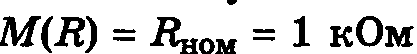 M(R) = Rном = 1 кОм